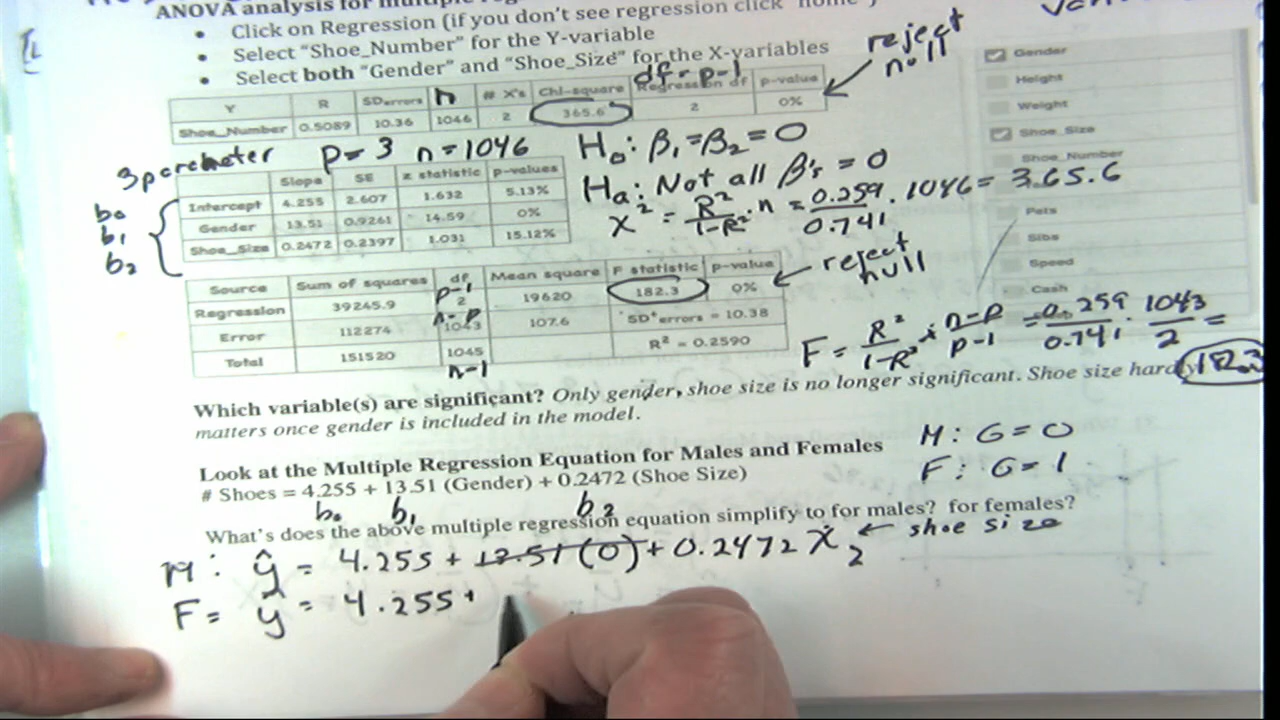 ANOVA analysis for multiple
• Click on Regression (if you don't see regression click "home"
• Select "Shoe_Number" for the Y-variable
• Select both "Gender" and "Shoe_Size" for the X-variables
reject null
df = p-1
Y R SDerrors n # X's Chi-square Regression df p-value
Shoe_Number 0.5089 10.36 1046 2 365.6 2 0%
3 parameter p = 3 n = 1046
H₀: β₁ = β₂ = 0
Ha: Not all β's = 0
X² = R²/1-R² · n = 0.259/0.741 · 1046 = 365.6
Slope SE z statistic p-values
b₀ Intercept 4.255 2.607 1.632 5.13%
b₁ Gender 13.51 0.9261 14.59 0%
b₂ Shoe_Size 0.2472 0.2397 1.031 15.12%
reject null
Source Sum of squares df Mean square F statistic p-value
Regression 39245.9 p-1 2 19620 182.3 0%
Error 112274 n-p 1043 107.6 SD⁺errors = 10.38
Total 151520 1045 R² = 0.2590
n-1
F = R²/1-R² × n-p/p-1 = 0.259/0.741 · 1043/2 =
182.3
Gender
Height
Weight
Shoe_Size
Shoe_Number
Pets
Sibs
Speed
Cash
Which variable(s) are significant? Only gender, shoe size is no longer significant. Shoe size hardly
matters once gender is included in the model.
Look at the Multiple Regression Equation for Males and Females
M: G = 0
F: G = 1
# Shoes = 4.255 + 13.51 (Gender) + 0.2472 (Shoe Size)
b₀ b₁ b₂
What's does the above multiple regression equation simplify to for males? for females?
M: ŷ = 4.255 + 13.51(0) + 0.2472 X₂ ← shoe size
F= ŷ = 4.255 +